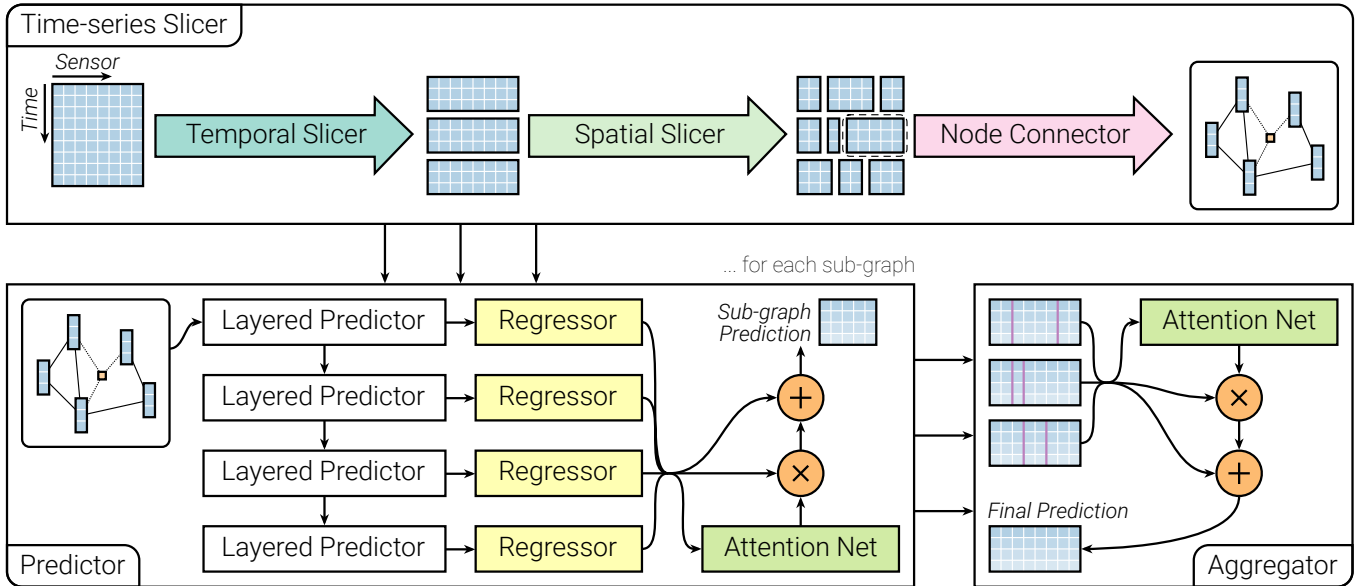 Time-series Slicer
Sensor
Time
Temporal Slicer
Spatial Slicer
Node Connector
... for each sub-graph
Layered Predictor
Regressor
Sub-graph
Prediction
Layered Predictor
Regressor
+
Layered Predictor
Regressor
×
Layered Predictor
Regressor
Attention Net
Predictor
Attention Net
×
+
Final Prediction
Aggregator